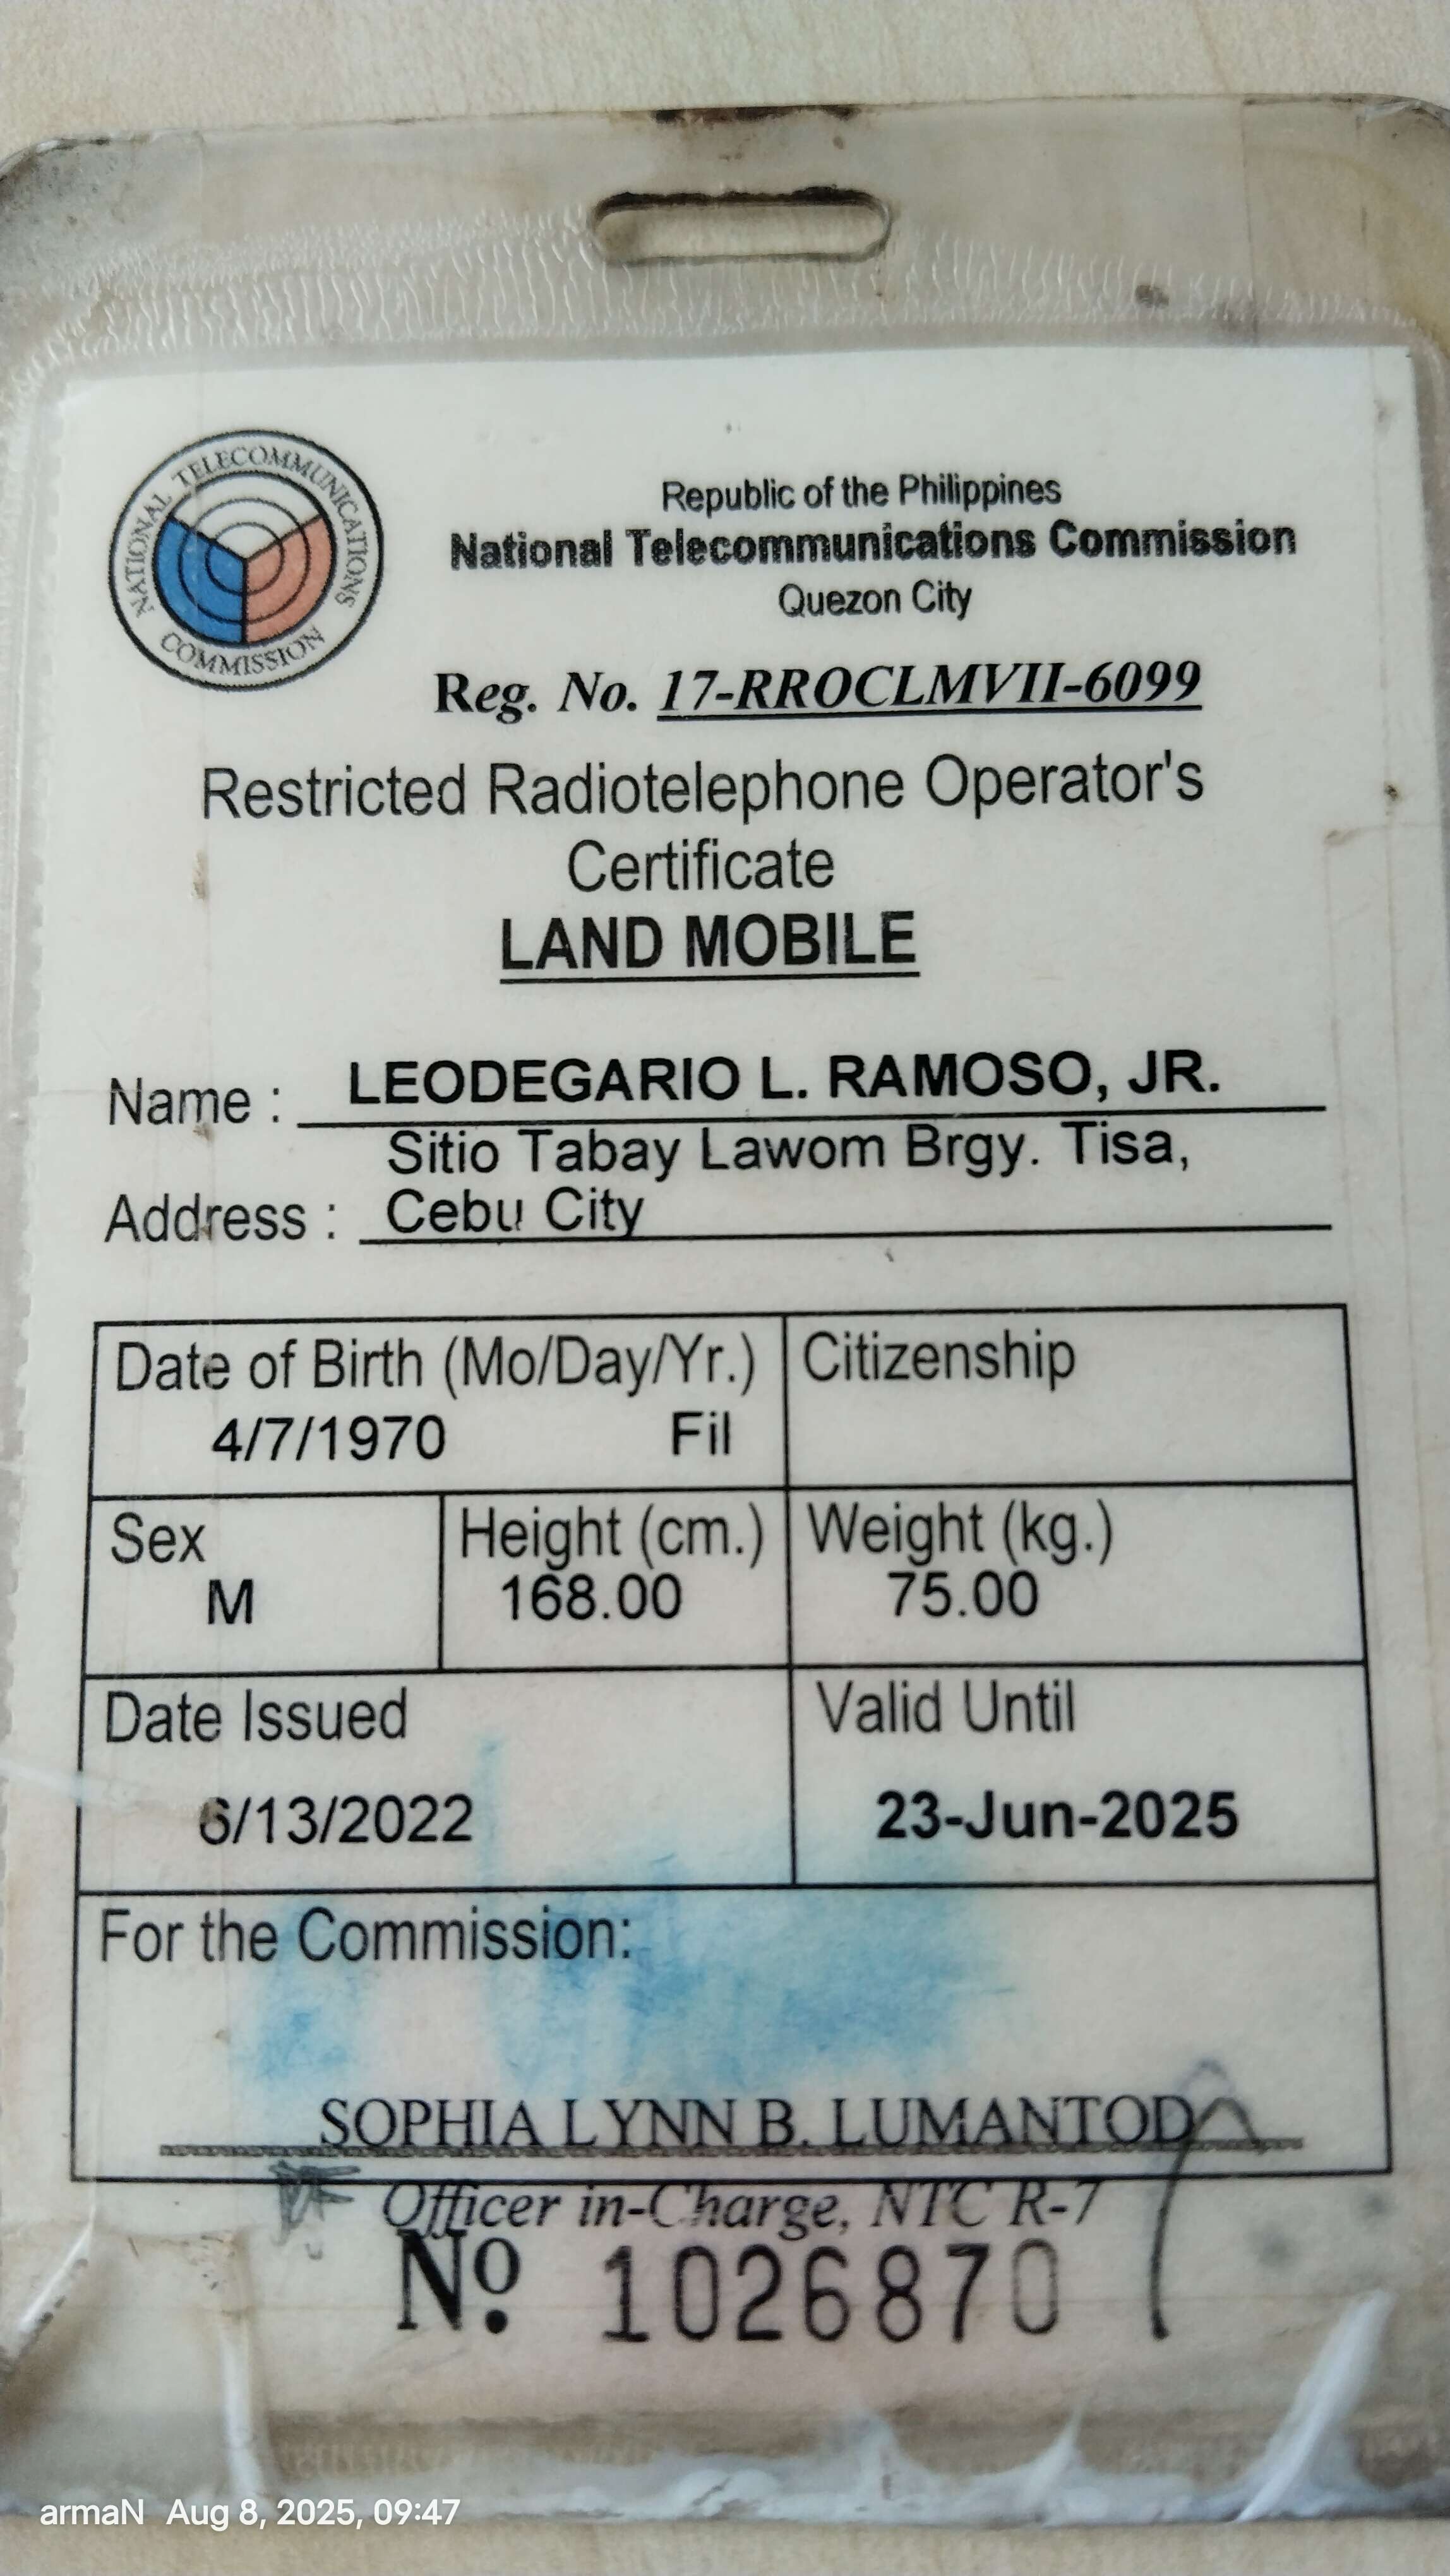 NATIONAL TELECOMMUNICATIONS COMMISSION
Republic of the Philippines
National Telecommunications Commission
Quezon City
Reg. No. 17-RROCLMVII-6099
Restricted Radiotelephone Operator's
Certificate
LAND MOBILE
Name : LEODEGARIO L. RAMOSO, JR.
Sitio Tabay Lawom Brgy. Tisa,
Address : Cebu City
Date of Birth (Mo/Day/Yr.) Citizenship
4/7/1970 Fil
Sex Height (cm.) Weight (kg.)
M 168.00 75.00
Date Issued Valid Until
6/13/2022 23-Jun-2025
For the Commission:
SOPHIA LYNN B. LUMANTOD
Officer in-Charge, NTC R-7
No. 1026870
armaN Aug 8, 2025, 09:47